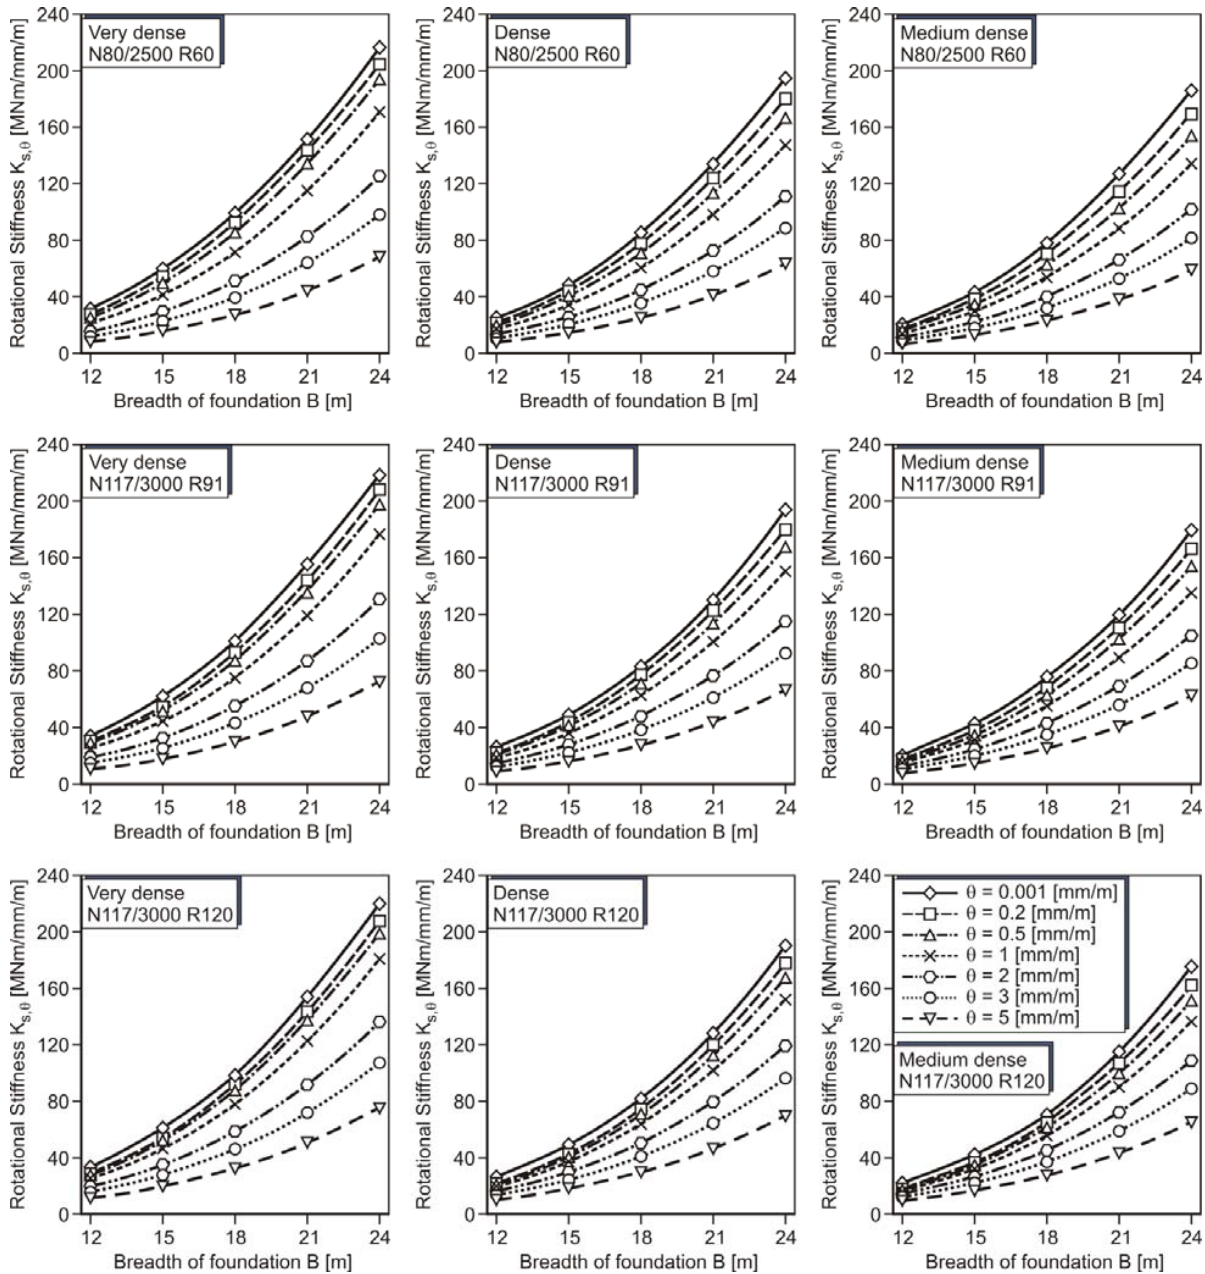 Very dense
N80/2500 R60
Rotational Stiffness Ks,θ [MNm/mm/m]
240
200
160
120
80
40
0
12 15 18 21 24
Breadth of foundation B [m]
Dense
N80/2500 R60
Rotational Stiffness Ks,θ [MNm/mm/m]
240
200
160
120
80
40
0
12 15 18 21 24
Breadth of foundation B [m]
Medium dense
N80/2500 R60
Rotational Stiffness Ks,θ [MNm/mm/m]
240
200
160
120
80
40
0
12 15 18 21 24
Breadth of foundation B [m]
Very dense
N117/3000 R91
Rotational Stiffness Ks,θ [MNm/mm/m]
240
200
160
120
80
40
0
12 15 18 21 24
Breadth of foundation B [m]
Dense
N117/3000 R91
Rotational Stiffness Ks,θ [MNm/mm/m]
240
200
160
120
80
40
0
12 15 18 21 24
Breadth of foundation B [m]
Medium dense
N117/3000 R91
Rotational Stiffness Ks,θ [MNm/mm/m]
240
200
160
120
80
40
0
12 15 18 21 24
Breadth of foundation B [m]
Very dense
N117/3000 R120
Rotational Stiffness Ks,θ [MNm/mm/m]
240
200
160
120
80
40
0
12 15 18 21 24
Breadth of foundation B [m]
Dense
N117/3000 R120
Rotational Stiffness Ks,θ [MNm/mm/m]
240
200
160
120
80
40
0
12 15 18 21 24
Breadth of foundation B [m]
θ = 0.001 [mm/m]
θ = 0.2 [mm/m]
θ = 0.5 [mm/m]
θ = 1 [mm/m]
θ = 2 [mm/m]
θ = 3 [mm/m]
θ = 5 [mm/m]
Medium dense
N117/3000 R120
Rotational Stiffness Ks,θ [MNm/mm/m]
240
200
160
120
80
40
0
12 15 18 21 24
Breadth of foundation B [m]